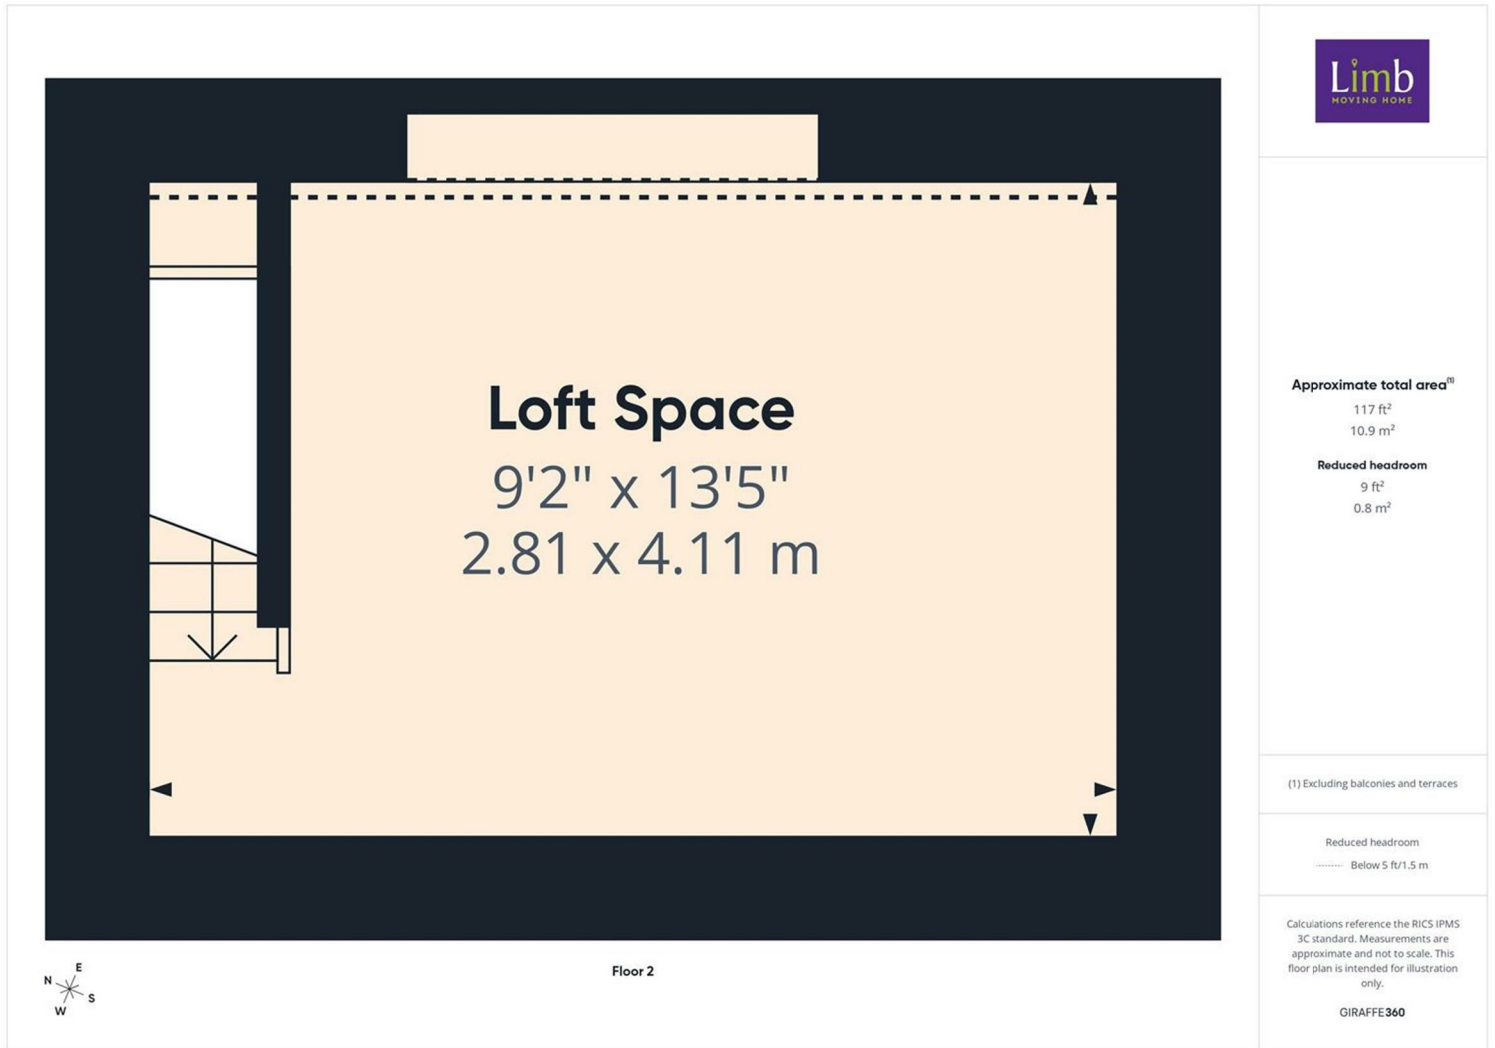 Limb
MOVING HOME
Loft Space
9'2" x 13'5"
2.81 x 4.11 m
Approximate total area(1)
117 ft²
10.9 m²
Reduced headroom
9 ft²
0.8 m²
(1) Excluding balconies and terraces
Reduced headroom
Below 5 ft/1.5 m
Calculations reference the RICS IPMS
3C standard. Measurements are
approximate and not to scale. This
floor plan is intended for illustration
only.
GIRAFFE360
Floor 2
E
N
S
W